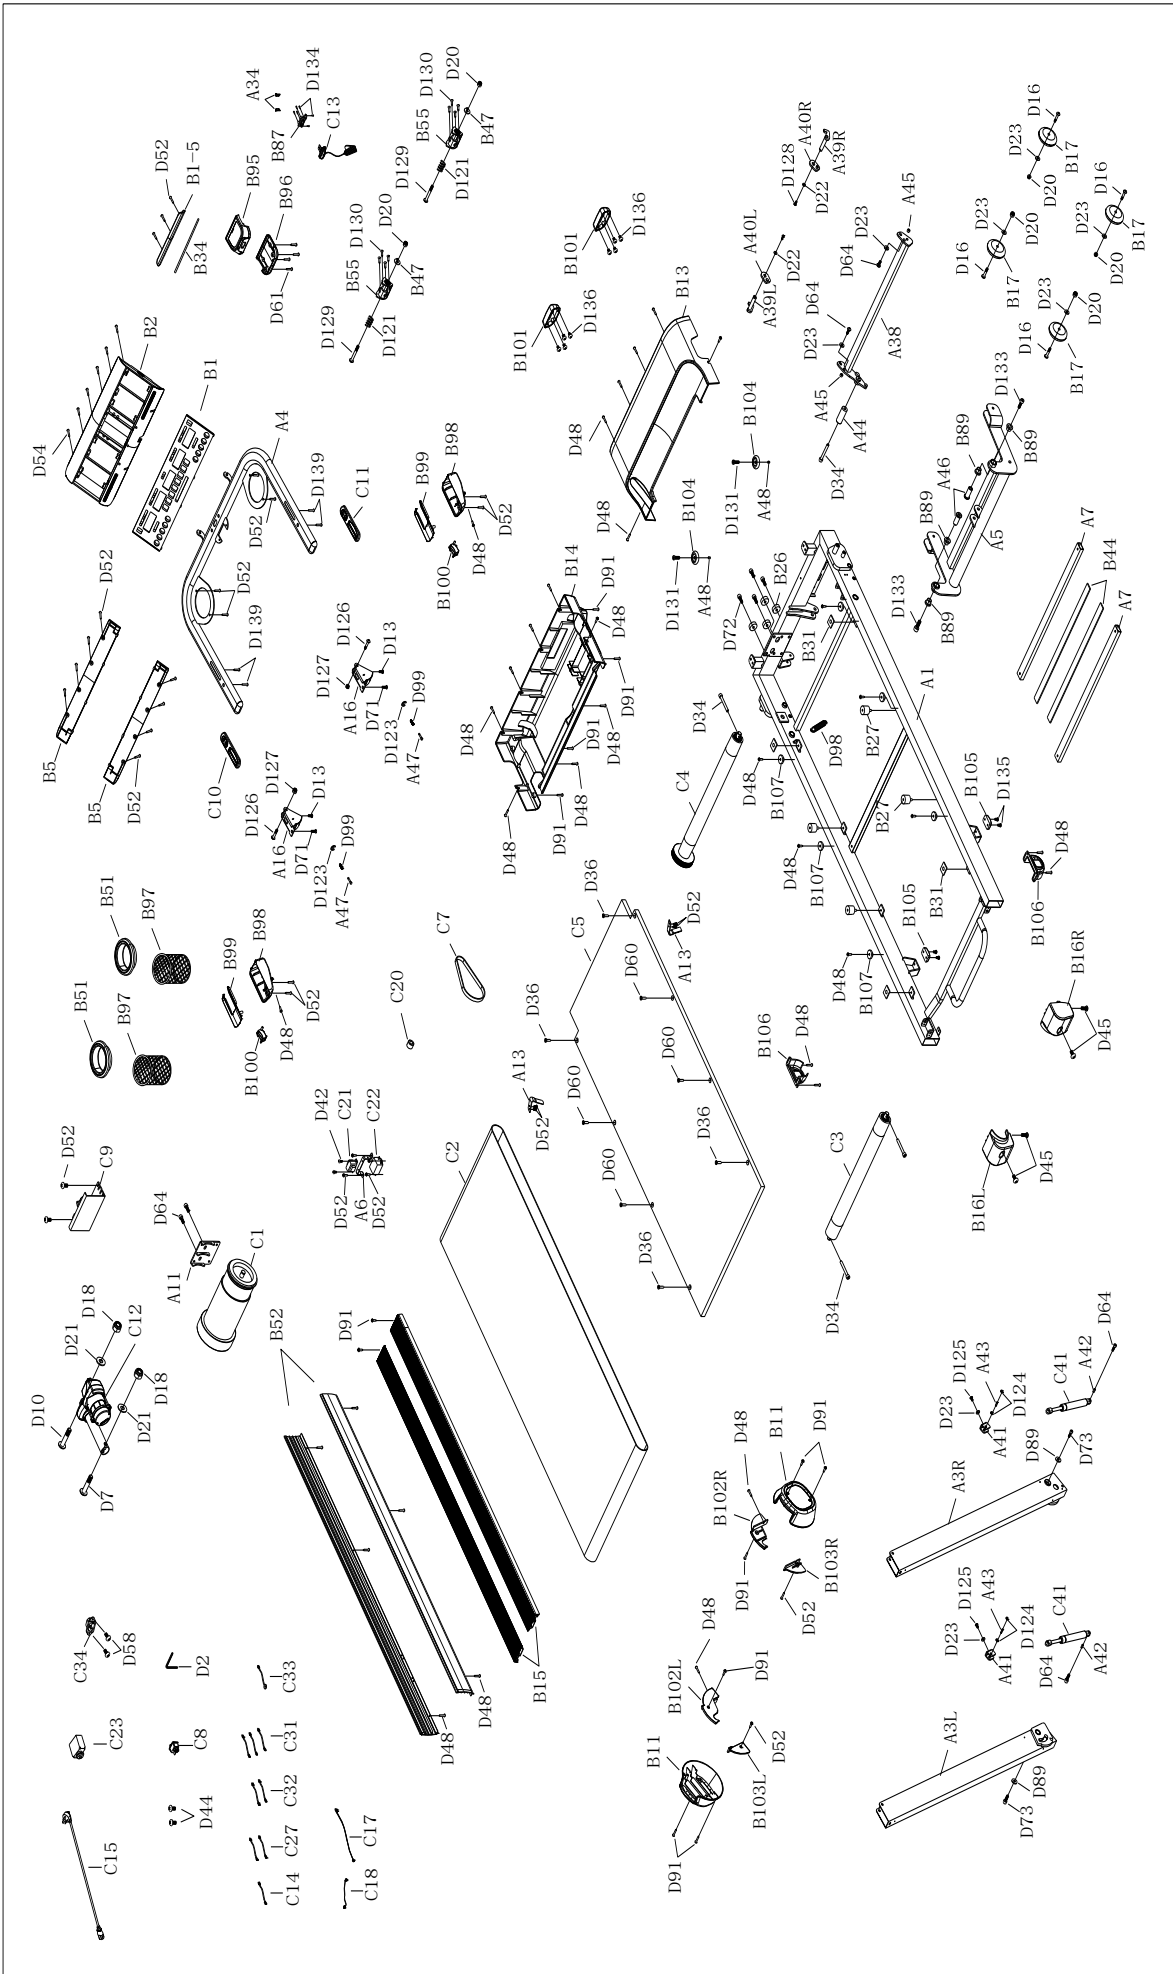 C15
C23
C34
D58
D44
C8
D2
C14
C27
C32
C31
C33
C18
C17
D7
D10
D21
D18
C12
D21
D18
A11
D64
C1
C9
D52
B52
D48
D48
B15
D91
C2
D52
A6
D52
D42
C21
C22
C20
C7
B51
B97
B51
B97
B99
B98
B100
D48
D52
B5
B5
D52
D52
C10
D139
D52
D52
D139
C11
A4
B1
B2
D54
B34
B1-5
D52
B95
B96
D61
A34
D134
B87
C13
D129
D121
B55
D130
D20
B47
D129
D121
B55
D130
D20
B47
D126
D127
A16
D13
D71
D123
D99
A47
D126
D127
A16
D13
D71
D123
D99
A47
B99
B98
B100
D48
D52
B101
D136
B101
D136
B14
D48
D48
D91
D48
D91
D48
D91
D91
D48
B13
D48
D48
D131
B104
A48
D131
B104
A48
A39L
A40L
D22
D128
D22
A40R
A39R
A45
D23
D64
A38
D64
D23
A45
A44
D34
D16
B17
D23
D20
D16
B17
D23
D20
D16
B17
D23
D20
D16
B17
D23
D20
D133
B89
B89
A46
B89
A5
D133
B89
A7
B44
A7
A1
B26
D72
B31
D98
B27
B27
D48
B107
D48
B107
D48
B107
B105
D135
B105
B31
D48
B106
B106
D48
B16R
D45
B16L
D45
C4
D34
C3
D34
C5
D36
D36
D36
D36
D60
D60
D60
D60
A13
D52
A13
D52
B11
D91
B102L
D48
D91
D52
B103L
B102R
D48
B11
D91
D91
D52
B103R
A3L
D73
D89
A3R
D89
D73
D23
D125
A43
A41
D124
C41
D64
A42
D23
D125
A43
A41
D124
C41
A42
D64